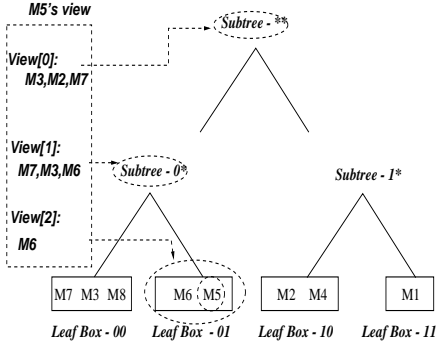 M5's view
Subtree - **
View[0]:
M3,M2,M7
View[1]:
M7,M3,M6
Subtree - 0*
Subtree - 1*
View[2]:
M6
M7 M3 M8
M6 M5
M2 M4
M1
Leaf Box - 00
Leaf Box - 01
Leaf Box - 10
Leaf Box - 11